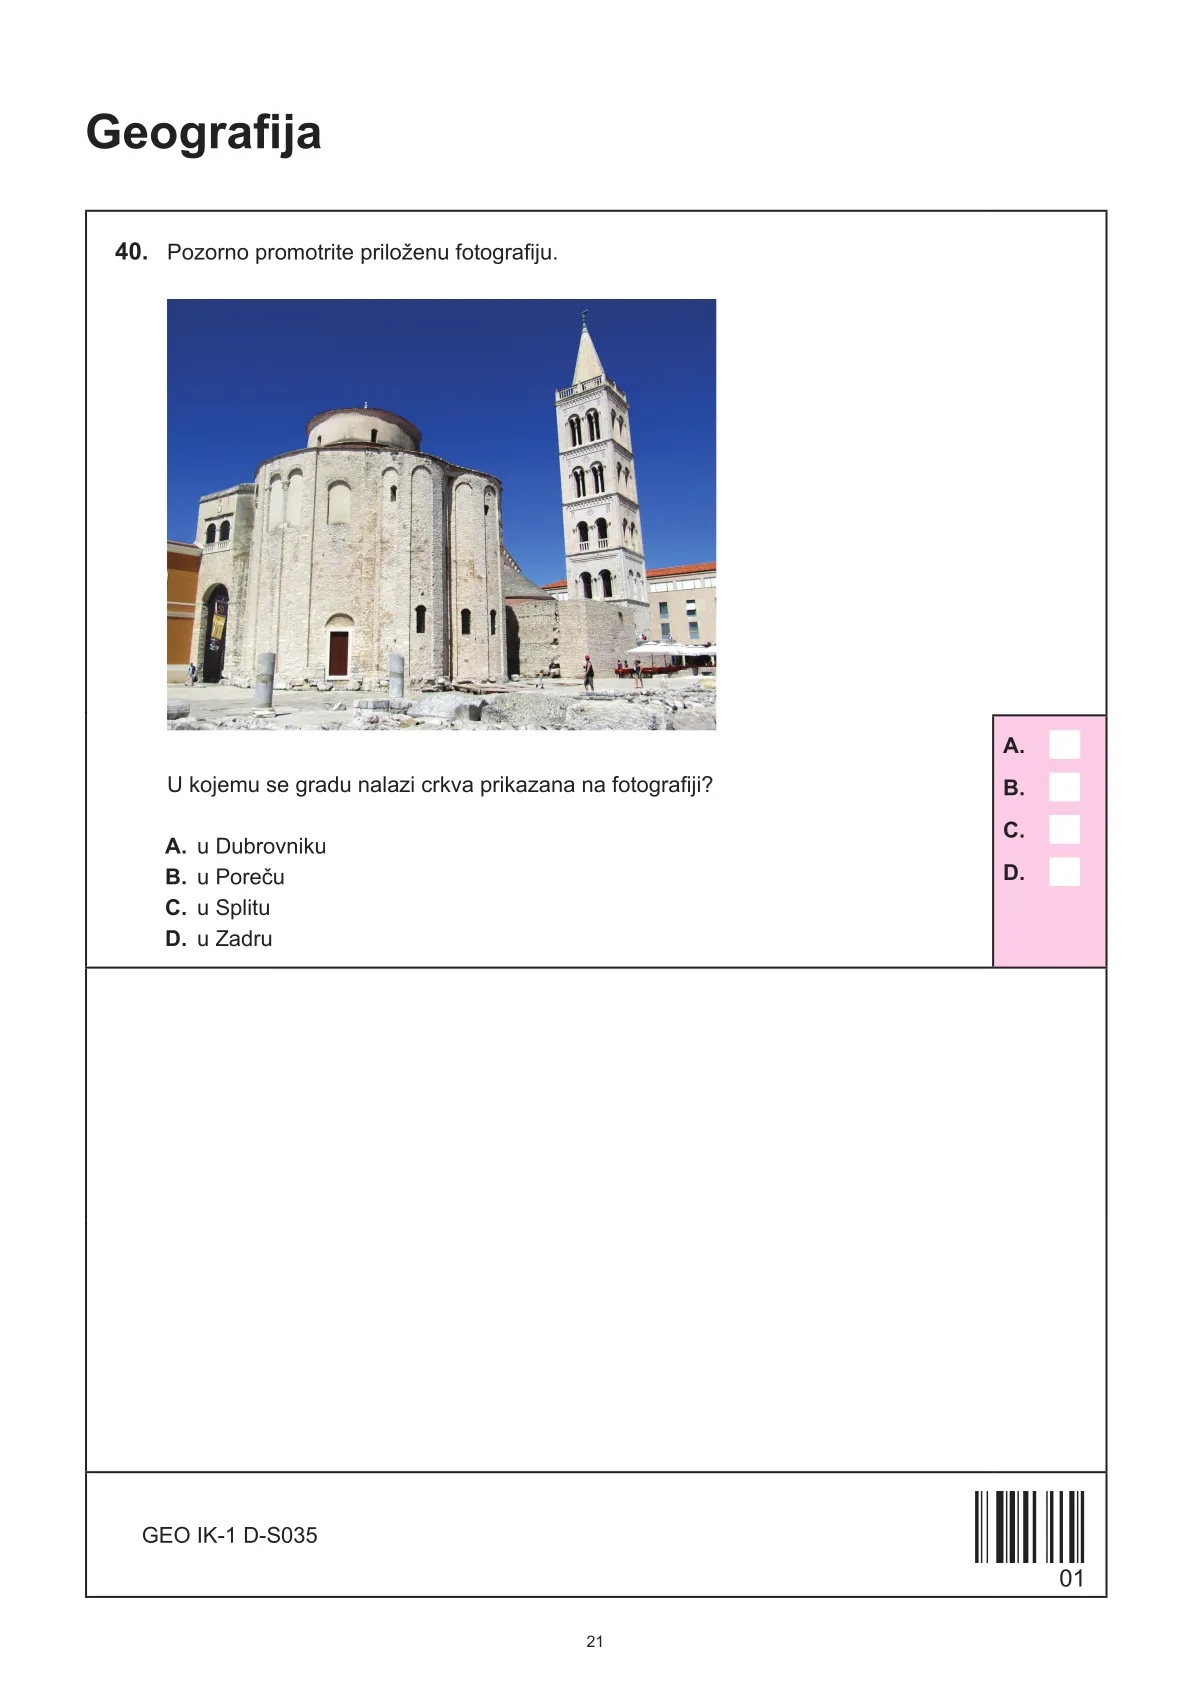 Geografija
40. Pozorno promotrite priloženu fotografiju.
U kojemu se gradu nalazi crkva prikazana na fotografiji?
A. u Dubrovniku
B. u Poreču
C. u Splitu
D. u Zadru
A.
B.
C.
D.
GEO IK-1 D-S035
01
21